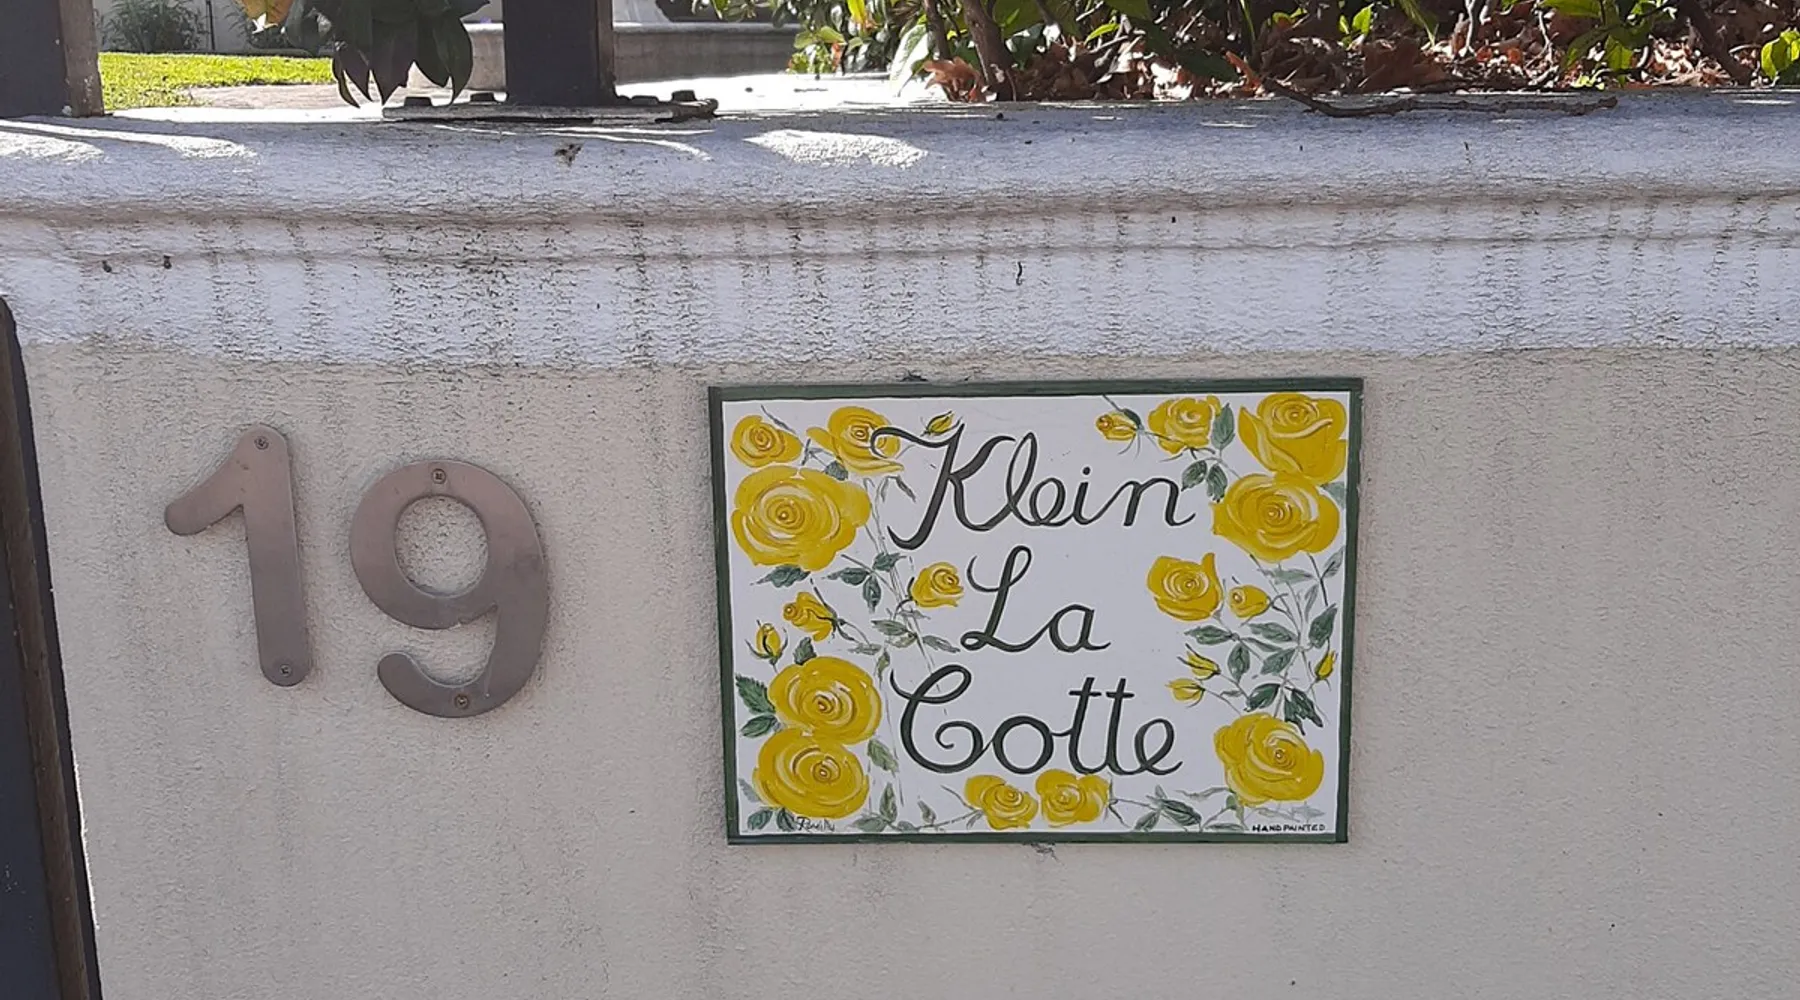 19
Klein
La
Cotte
HANDPAINTED